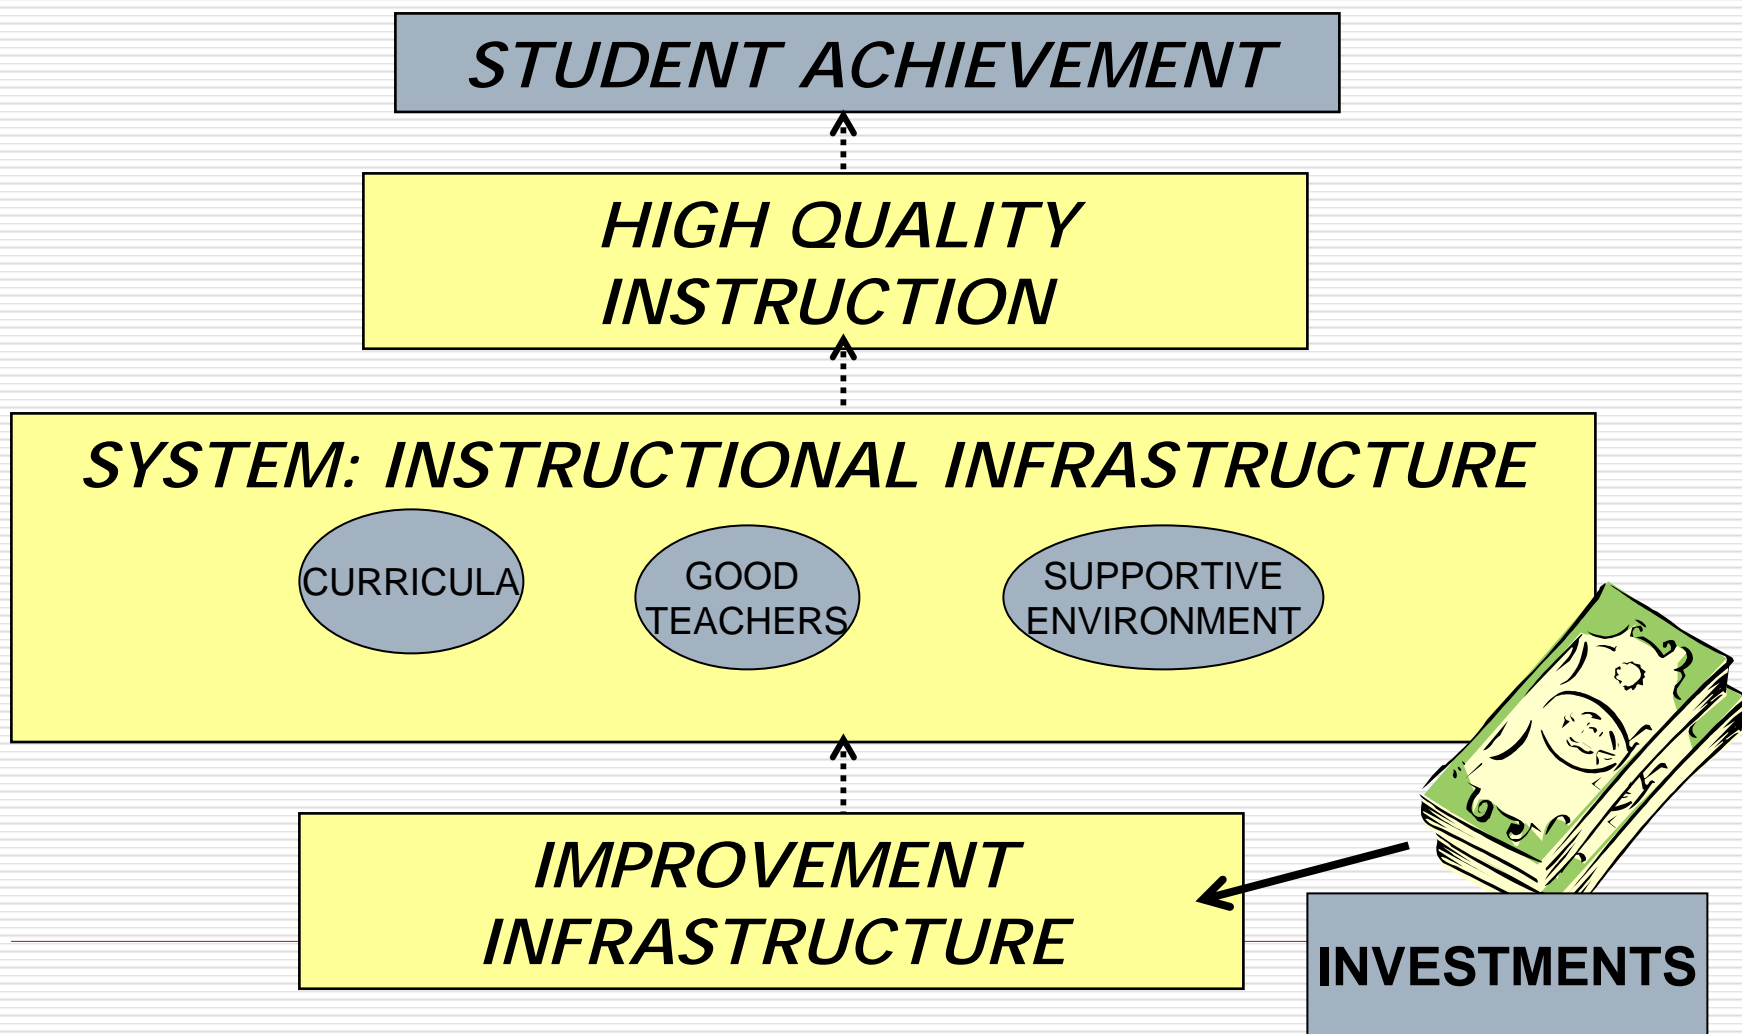 STUDENT ACHIEVEMENT
HIGH QUALITY
INSTRUCTION
SYSTEM: INSTRUCTIONAL INFRASTRUCTURE
CURRICULA
GOOD
TEACHERS
SUPPORTIVE
ENVIRONMENT
IMPROVEMENT
INFRASTRUCTURE
INVESTMENTS